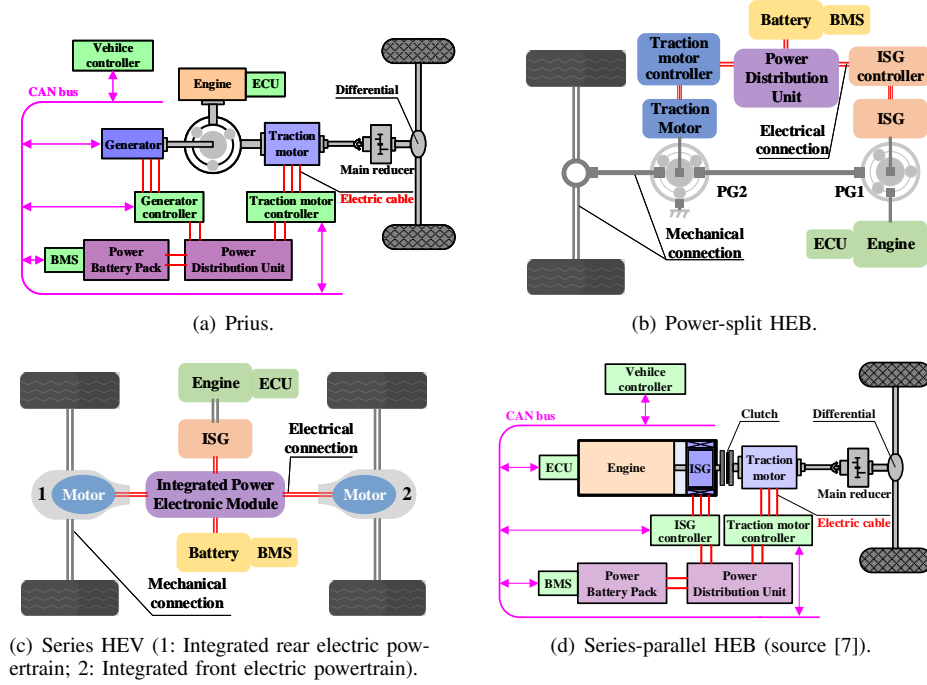 Vehilce
controller
CAN bus
Engine
ECU
Differential
Generator
Traction
motor
Main reducer
Electric cable
Generator
controller
Traction motor
controller
BMS
Power
Battery Pack
Power
Distribution Unit
(a) Prius.
Battery
BMS
Traction
motor
controller
Power
Distribution
Unit
ISG
controller
Traction
Motor
ISG
Electrical
connection
PG2
PG1
Mechanical
connection
ECU
Engine
(b) Power-split HEB.
Engine
ECU
ISG
Electrical
connection
1
Motor
Integrated Power
Electronic Module
Motor
2
Battery
BMS
Mechanical
connection
(c) Series HEV (1: Integrated rear electric pow-
ertrain; 2: Integrated front electric powertrain).
Vehilce
controller
CAN bus
Clutch
Differential
ECU
Engine
ISG
Traction
motor
Main reducer
Electric cable
ISG
controller
Traction motor
controller
BMS
Power
Battery Pack
Power
Distribution Unit
(d) Series-parallel HEB (source [7]).